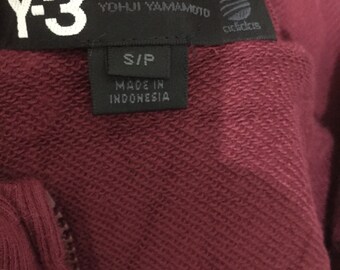 Y-3
YOHJI YAMAMOTO
adidas
S/P
MADE IN
INDONESIA